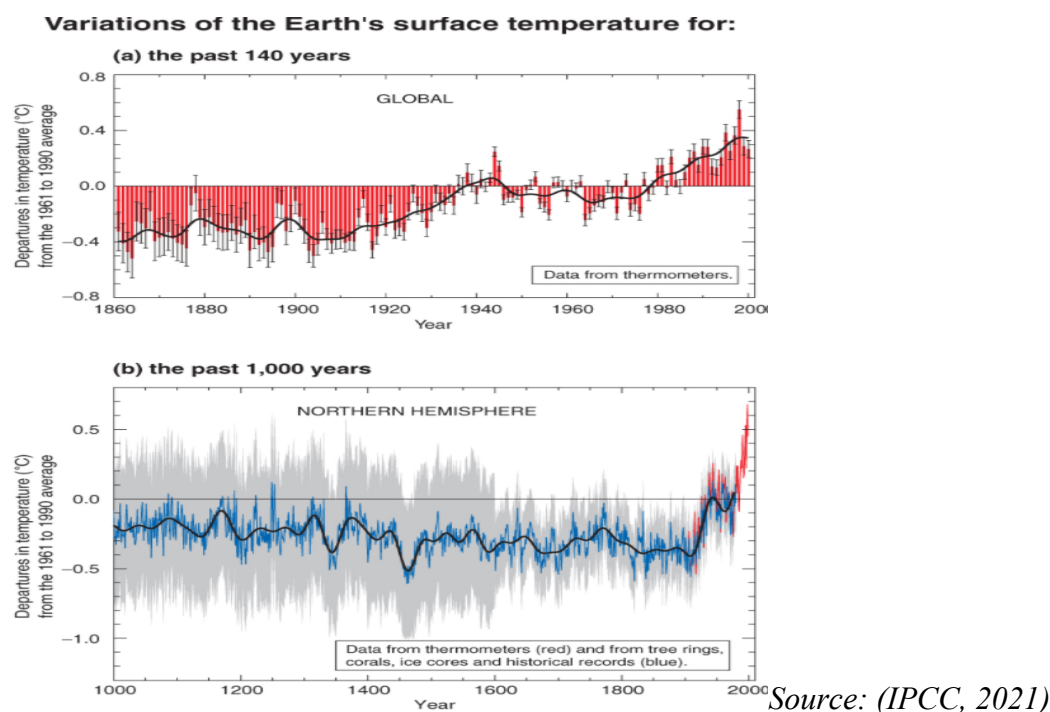 Variations of the Earth's surface temperature for:
(a) the past 140 years
Departures in temperature (°C)
from the 1961 to 1990 average
0.8
0.4
0.0
−0.4
−0.8
GLOBAL
Data from thermometers.
1860 1880 1900 1920 1940 1960 1980 200
Year
(b) the past 1,000 years
Departures in temperature (°C)
from the 1961 to 1990 average
0.5
0.0
−0.5
−1.0
NORTHERN HEMISPHERE
Data from thermometers (red) and from tree rings,
corals, ice cores and historical records (blue).
1000 1200 1400 1600 1800 2000
Year
Source: (IPCC, 2021)